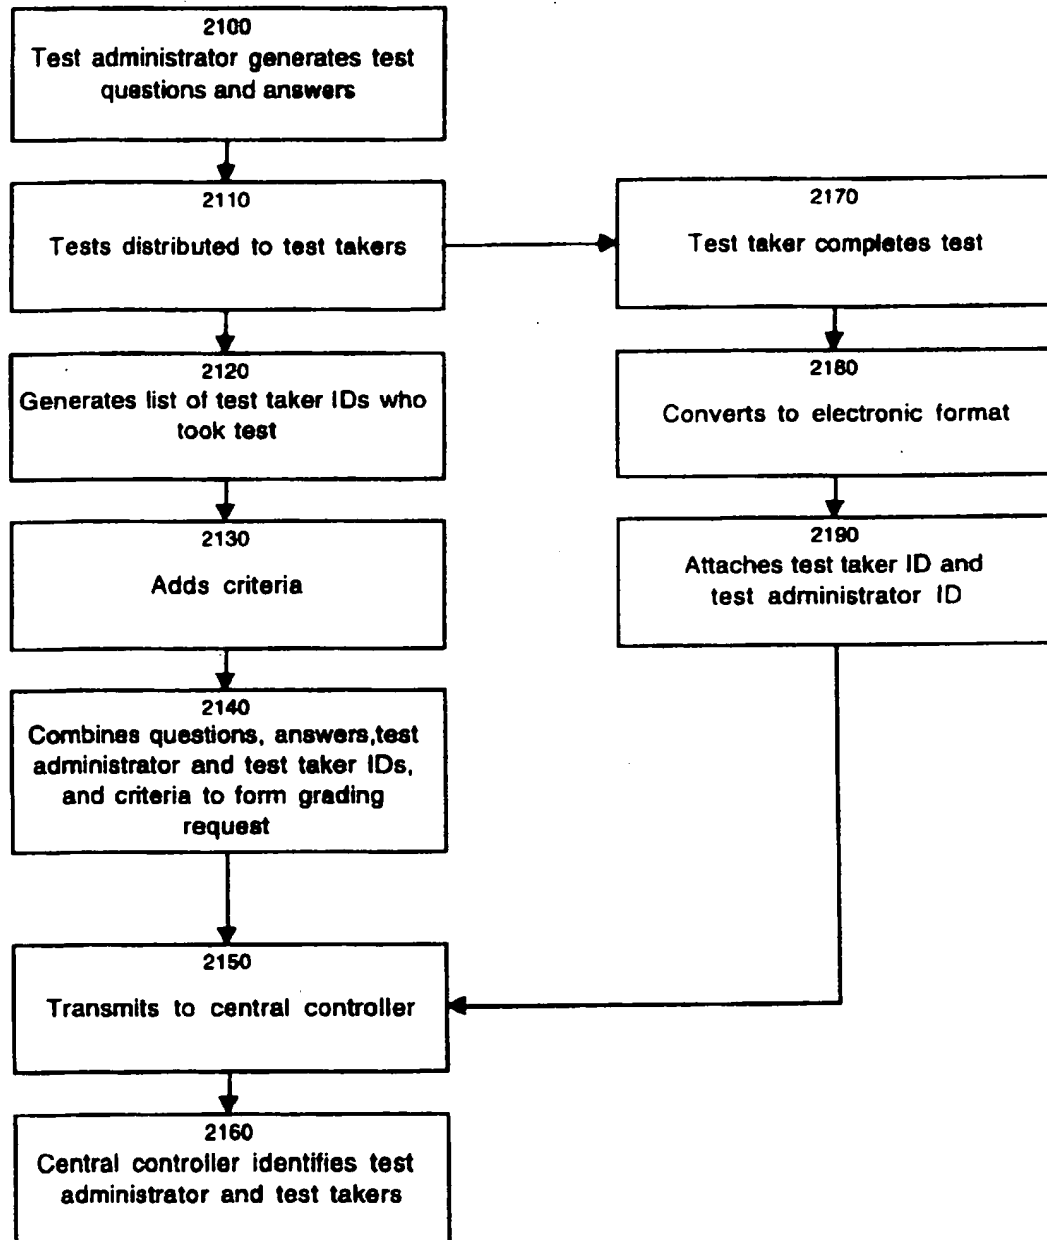 2100
Test administrator generates test
questions and answers
2110
Tests distributed to test takers
2120
Generates list of test taker IDs who
took test
2130
Adds criteria
2140
Combines questions, answers,test
administrator and test taker IDs,
and criteria to form grading
request
2150
Transmits to central controller
2160
Central controller identifies test
administrator and test takers
2170
Test taker completes test
2180
Converts to electronic format
2190
Attaches test taker ID and
test administrator ID